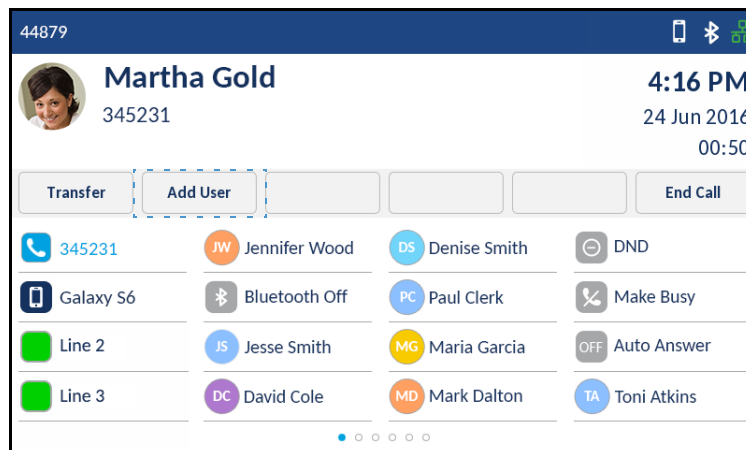 44879
Martha Gold
345231
4:16 PM
24 Jun 2016
00:50
Transfer
Add User
End Call
345231
JW Jennifer Wood
DS Denise Smith
DND
Galaxy S6
Bluetooth Off
PC Paul Clerk
Make Busy
Line 2
JS Jesse Smith
MG Maria Garcia
OFF Auto Answer
Line 3
DC David Cole
MD Mark Dalton
TA Toni Atkins